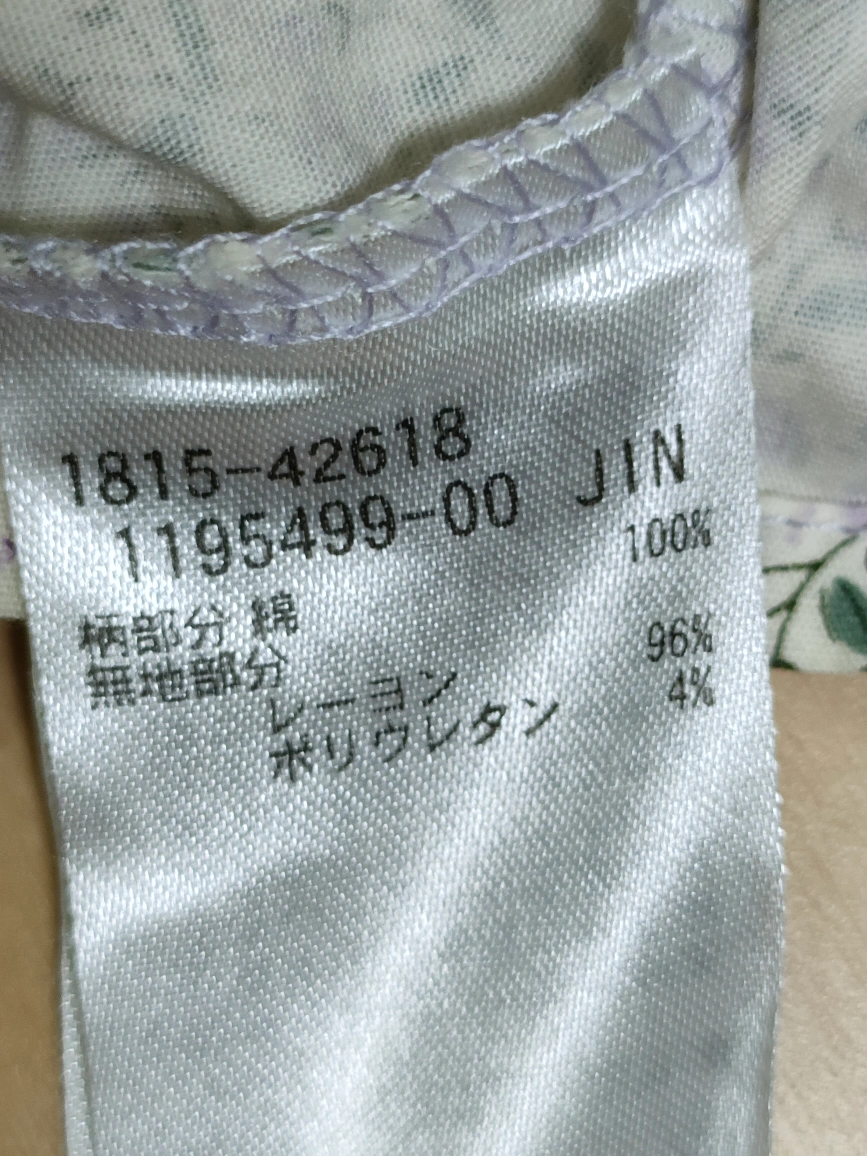 1815-42618
1195499-00 JIN
柄部分 綿 100%
無地部分
レーヨン 96%
ポリウレタン 4%